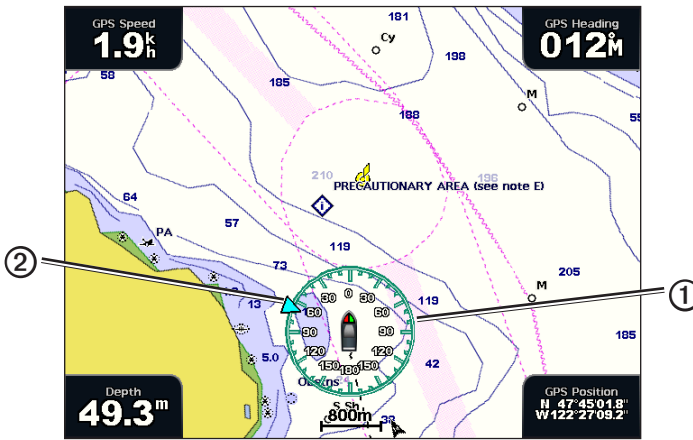 GPS Speed
1.9kh
GPS Heading
012°M
181
Cy
198
58
185
M
188
55
210
196
PRECAUTIONARY AREA (see note E)
i
64
57
PA
119
73
205
M
②
①
13
119
185
5.0
42
0
30 30
60 60
90 90
120 120
150 150
180
S Sh
800m
Depth
49.3m
GPS Position
N 47°45'01.8"
W122°27'09.2"